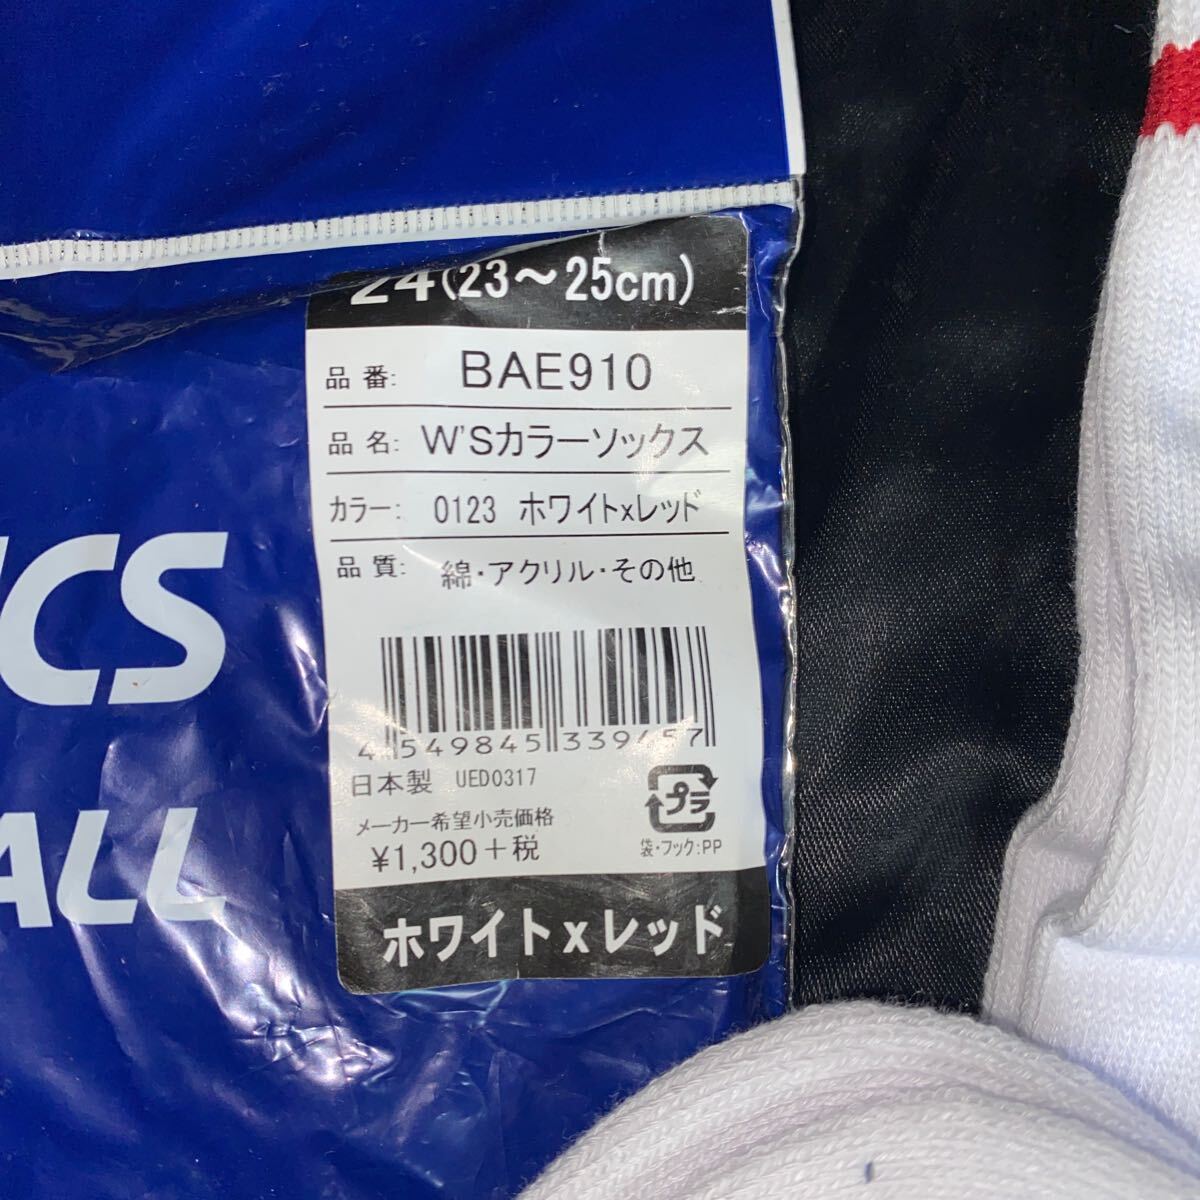 24(23～25cm)
品番: BAE910
品名: W'Sカラーソックス
カラー: 0123 ホワイトxレッド
品質: 綿・アクリル・その他
4 549845 339457
日本製 UED0317
メーカー希望小売価格
¥1,300+税
プラ
袋・フック:PP
ホワイトxレッド
ICS
ALL